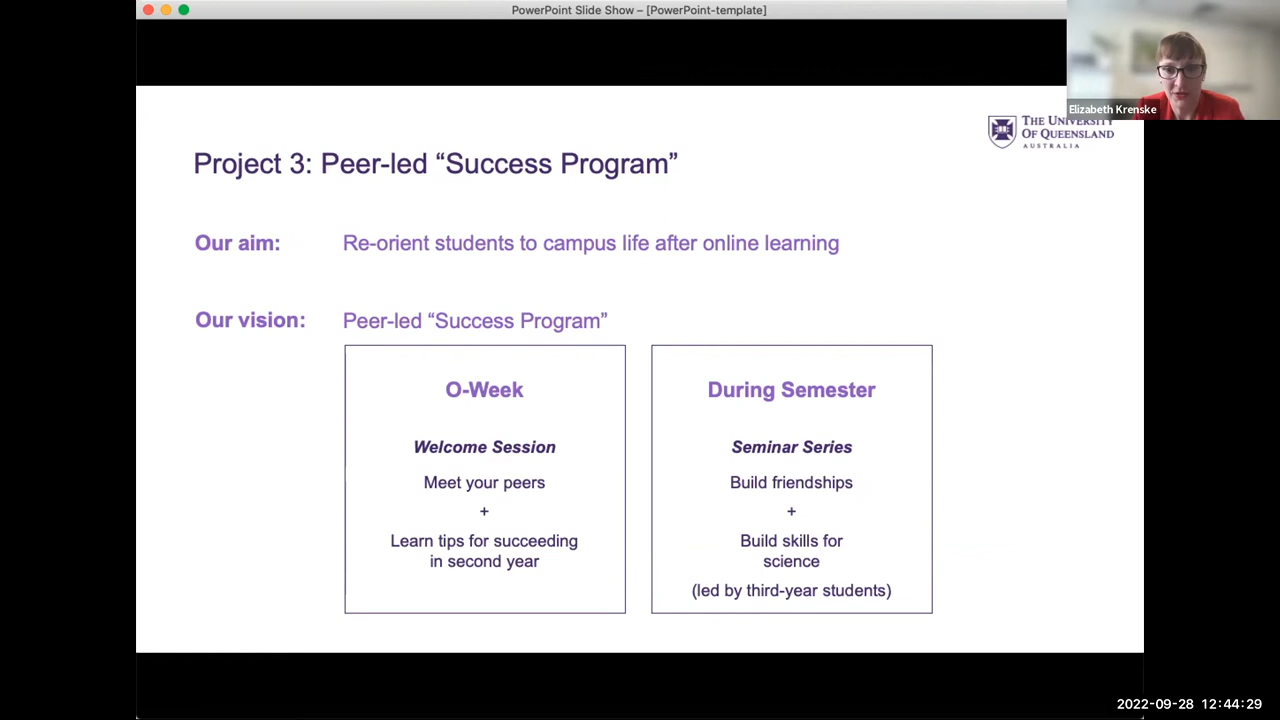 PowerPoint Slide Show – [PowerPoint-template]
Elizabeth Krenske
THE UNIVERSITY
OF QUEENSLAND
AUSTRALIA
Project 3: Peer-led “Success Program”
Our aim: Re-orient students to campus life after online learning
Our vision: Peer-led “Success Program”
O-Week
Welcome Session
Meet your peers
+
Learn tips for succeeding
in second year
During Semester
Seminar Series
Build friendships
+
Build skills for
science
(led by third-year students)
2022-09-28 12:44:29